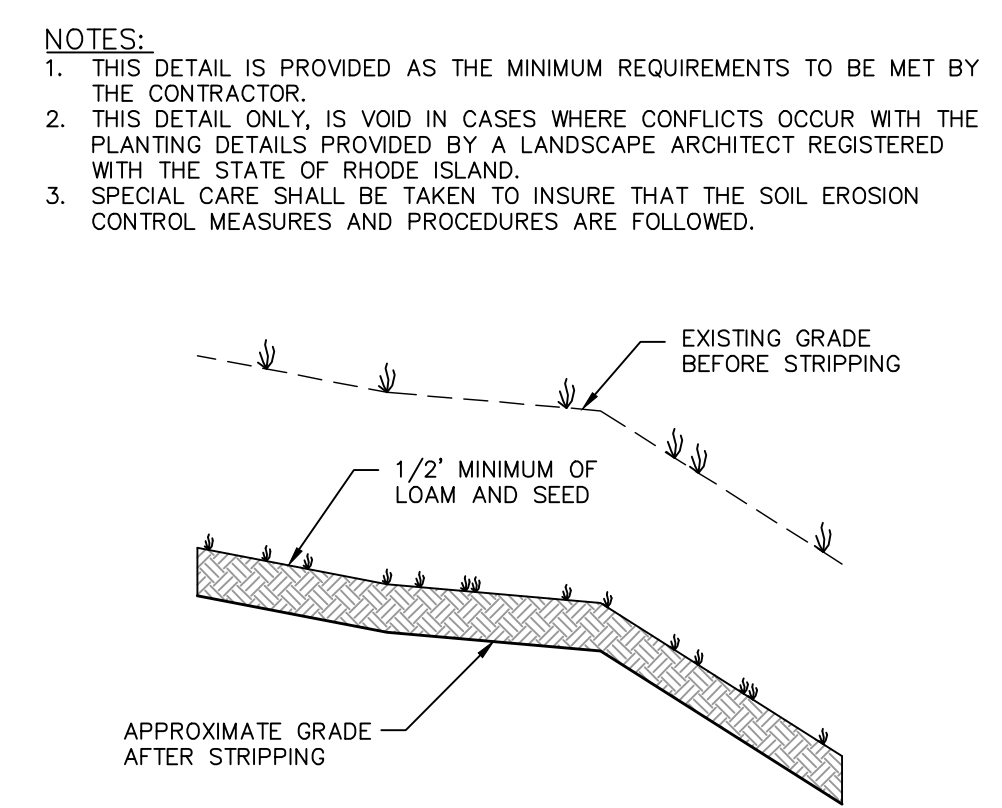 NOTES:
1. THIS DETAIL IS PROVIDED AS THE MINIMUM REQUIREMENTS TO BE MET BY
THE CONTRACTOR.
2. THIS DETAIL ONLY, IS VOID IN CASES WHERE CONFLICTS OCCUR WITH THE
PLANTING DETAILS PROVIDED BY A LANDSCAPE ARCHITECT REGISTERED
WITH THE STATE OF RHODE ISLAND.
3. SPECIAL CARE SHALL BE TAKEN TO INSURE THAT THE SOIL EROSION
CONTROL MEASURES AND PROCEDURES ARE FOLLOWED.
EXISTING GRADE
BEFORE STRIPPING
1/2' MINIMUM OF
LOAM AND SEED
APPROXIMATE GRADE
AFTER STRIPPING